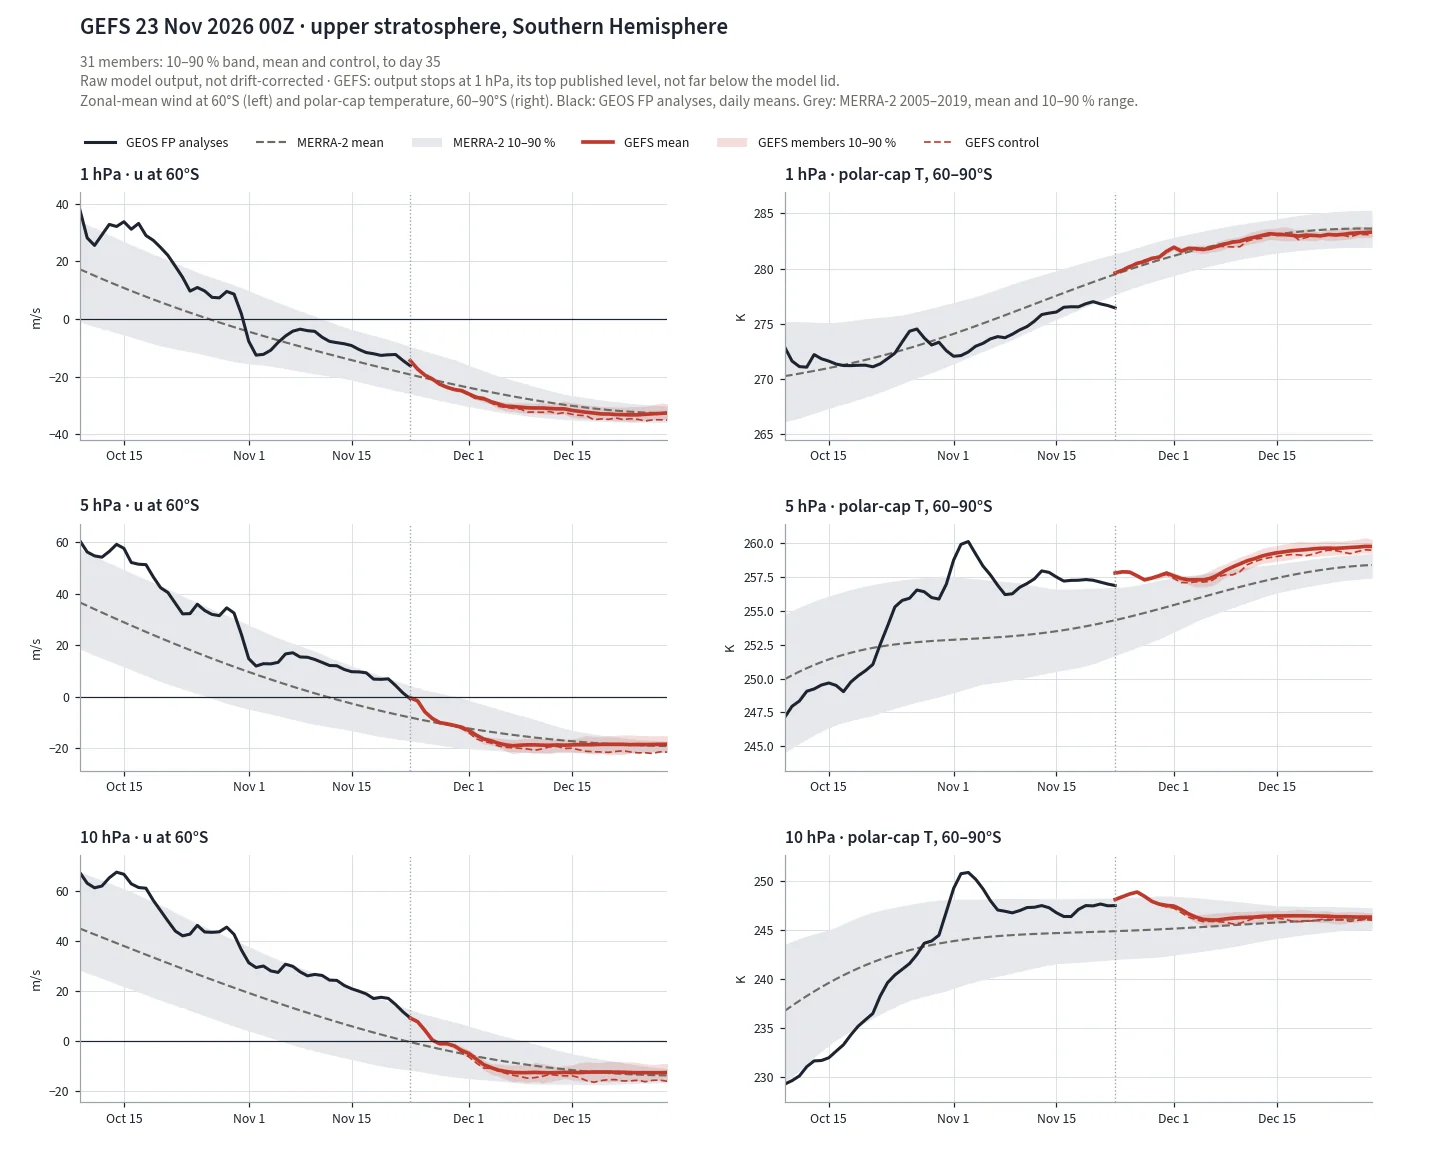 GEFS 23 Nov 2026 00Z · upper stratosphere, Southern Hemisphere
31 members: 10–90 % band, mean and control, to day 35
Raw model output, not drift-corrected · GEFS: output stops at 1 hPa, its top published level, not far below the model lid.
Zonal-mean wind at 60°S (left) and polar-cap temperature, 60–90°S (right). Black: GEOS FP analyses, daily means. Grey: MERRA-2 2005–2019, mean and 10–90 % range.
GEOS FP analyses MERRA-2 mean MERRA-2 10–90 % GEFS mean GEFS members 10–90 % GEFS control
1 hPa · u at 60°S
40
20
0
−20
−40
m/s
Oct 15 Nov 1 Nov 15 Dec 1 Dec 15
1 hPa · polar-cap T, 60–90°S
285
280
275
270
265
K
Oct 15 Nov 1 Nov 15 Dec 1 Dec 15
5 hPa · u at 60°S
60
40
20
0
−20
m/s
Oct 15 Nov 1 Nov 15 Dec 1 Dec 15
5 hPa · polar-cap T, 60–90°S
260.0
257.5
255.0
252.5
250.0
247.5
245.0
K
Oct 15 Nov 1 Nov 15 Dec 1 Dec 15
10 hPa · u at 60°S
60
40
20
0
−20
m/s
Oct 15 Nov 1 Nov 15 Dec 1 Dec 15
10 hPa · polar-cap T, 60–90°S
250
245
240
235
230
K
Oct 15 Nov 1 Nov 15 Dec 1 Dec 15